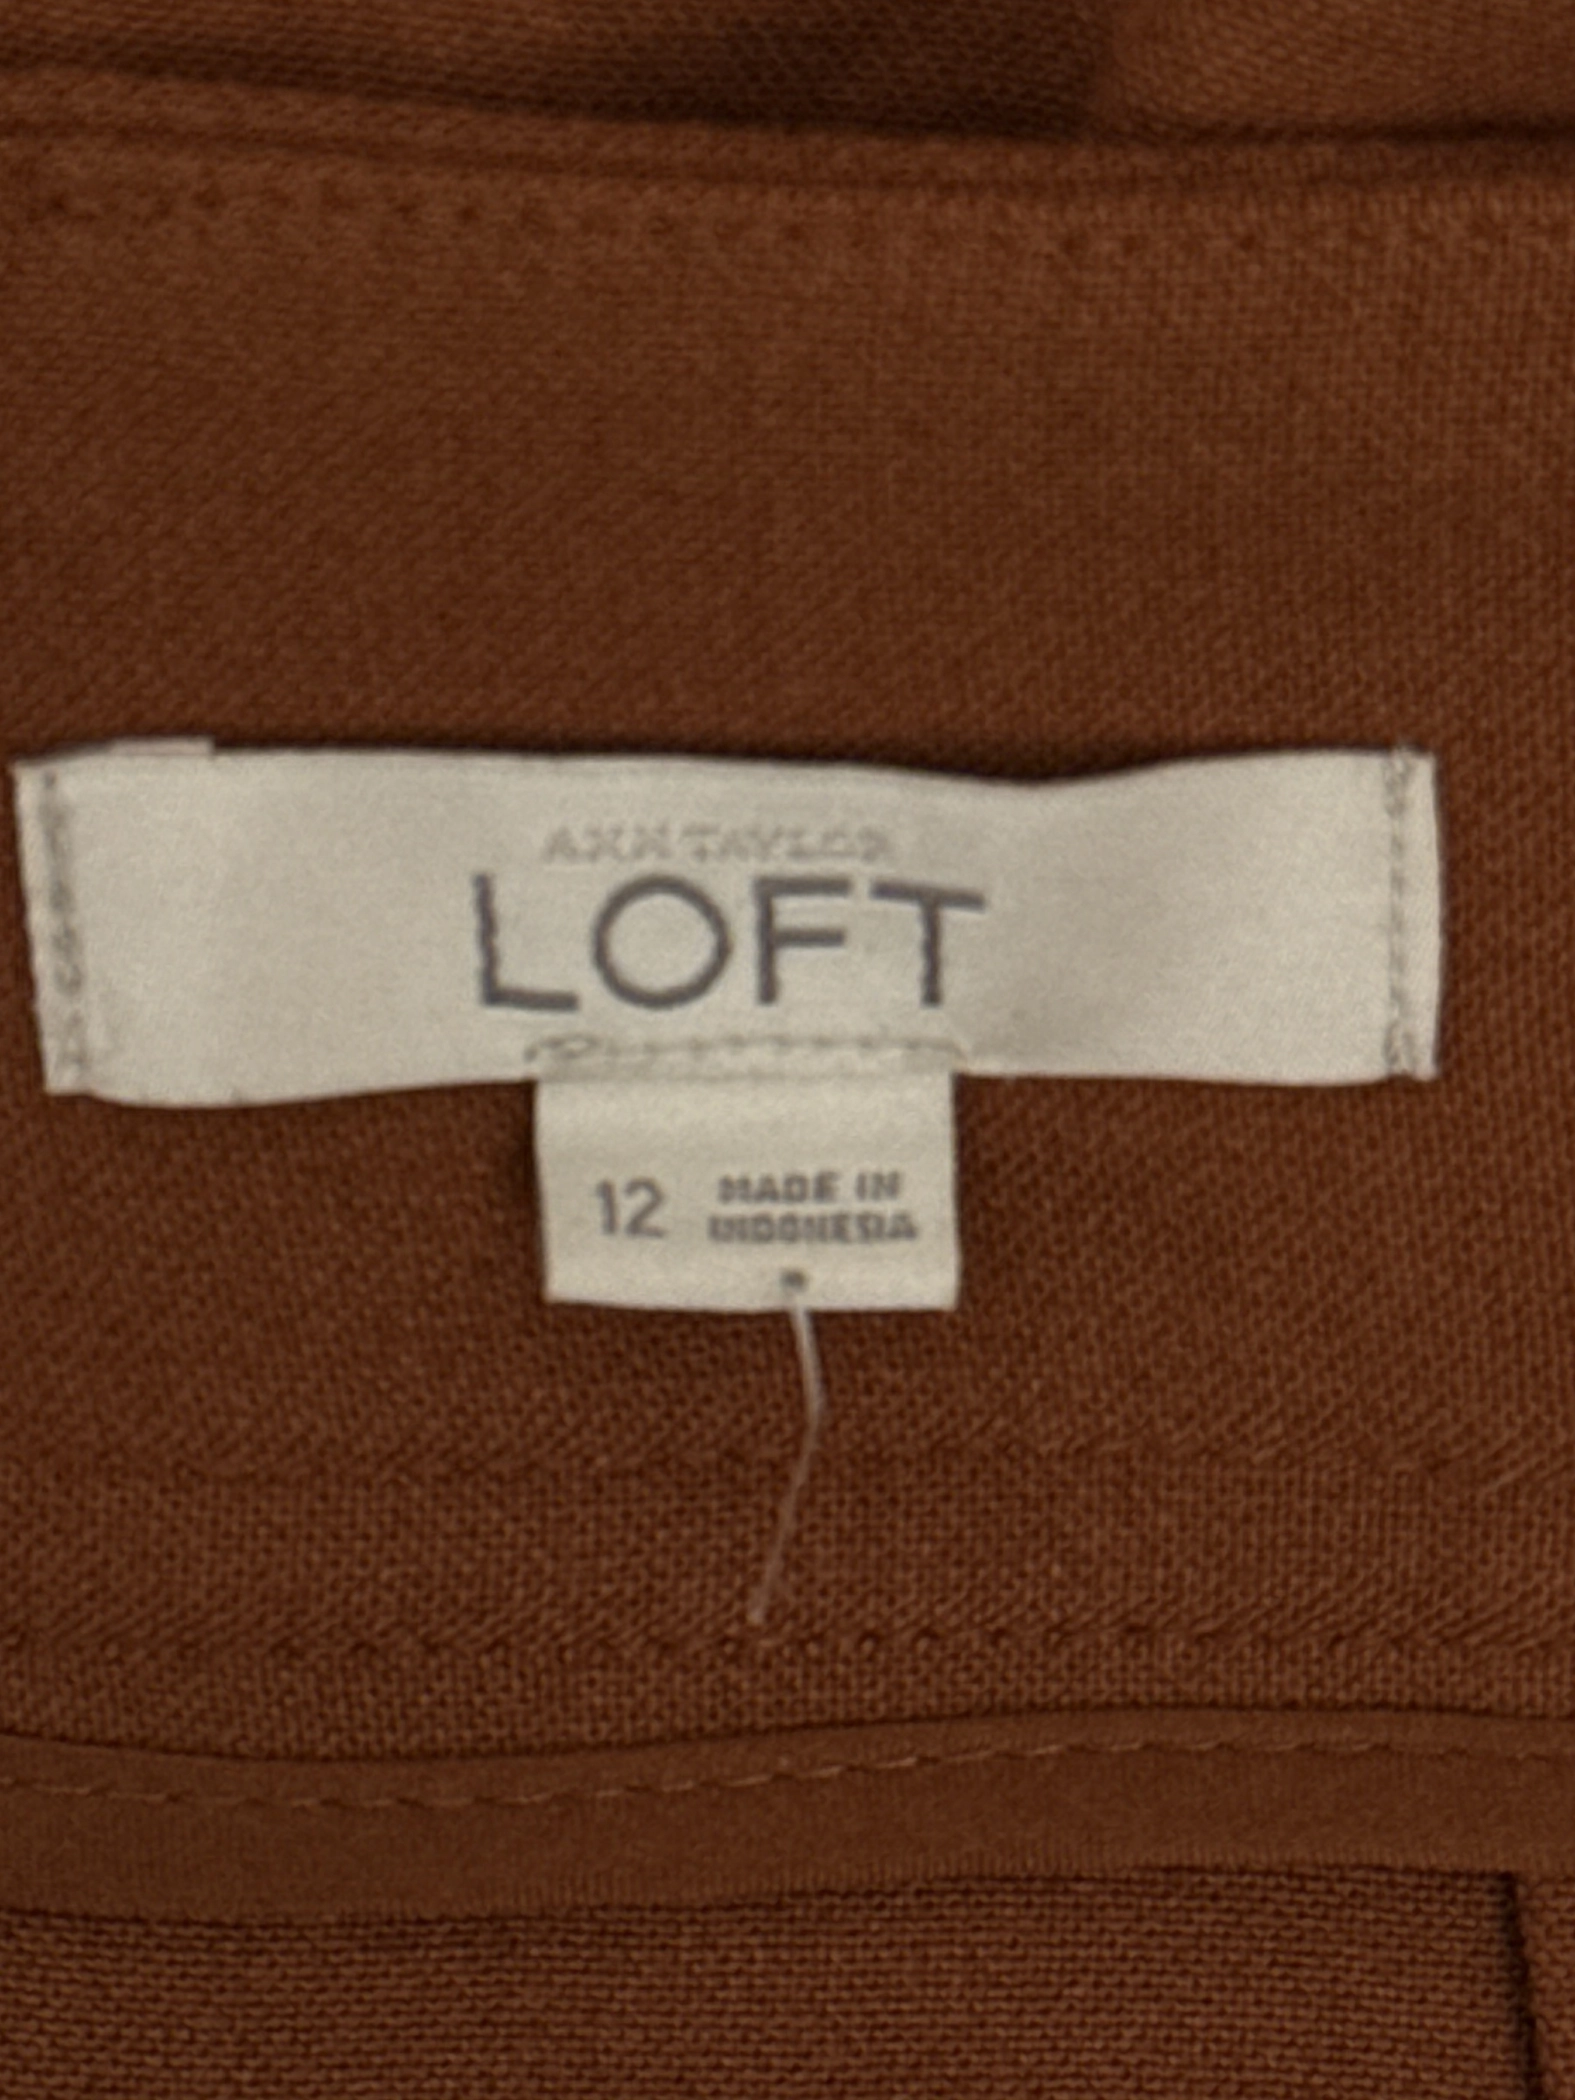 ANN TAYLOR
LOFT
12
MADE IN
INDONESIA